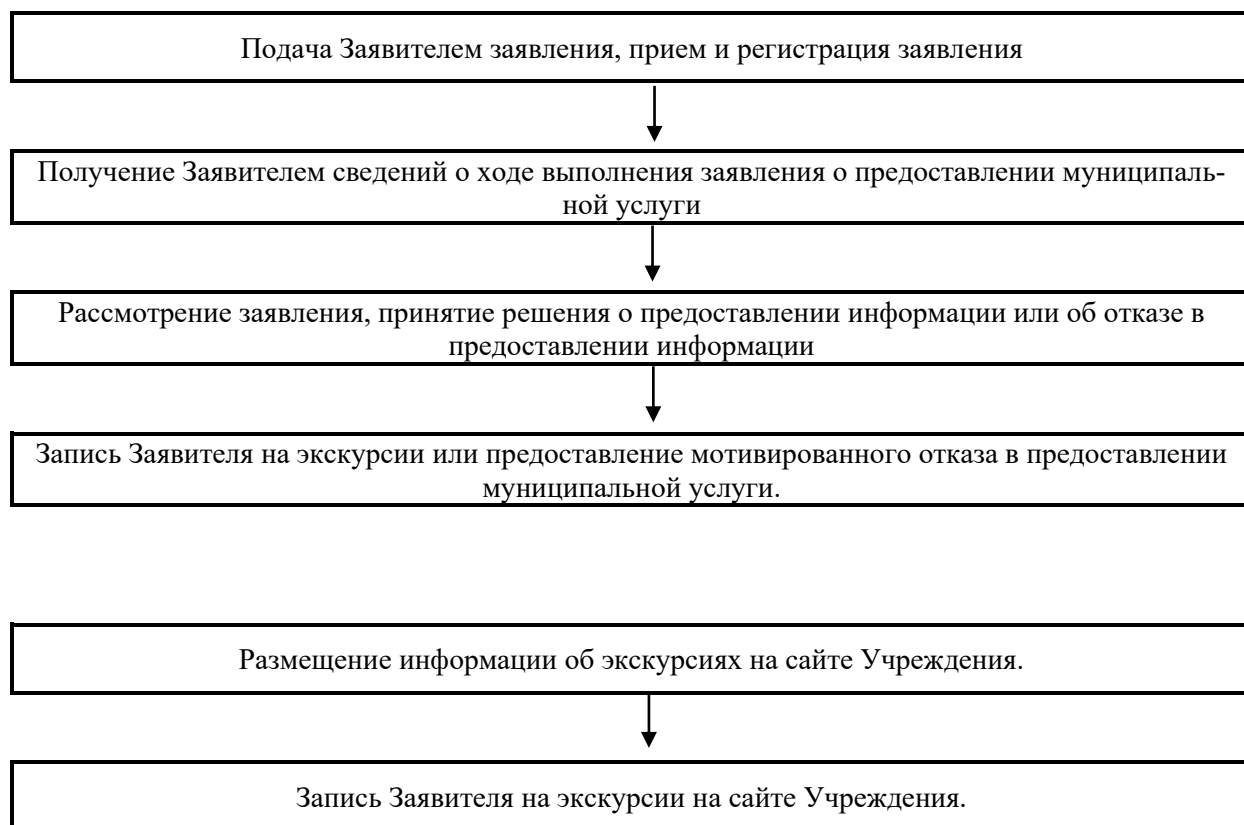 Подача Заявителем заявления, прием и регистрация заявления
Получение Заявителем сведений о ходе выполнения заявления о предоставлении муниципаль-
ной услуги
Рассмотрение заявления, принятие решения о предоставлении информации или об отказе в
предоставлении информации
Запись Заявителя на экскурсии или предоставление мотивированного отказа в предоставлении
муниципальной услуги.
Размещение информации об экскурсиях на сайте Учреждения.
Запись Заявителя на экскурсии на сайте Учреждения.